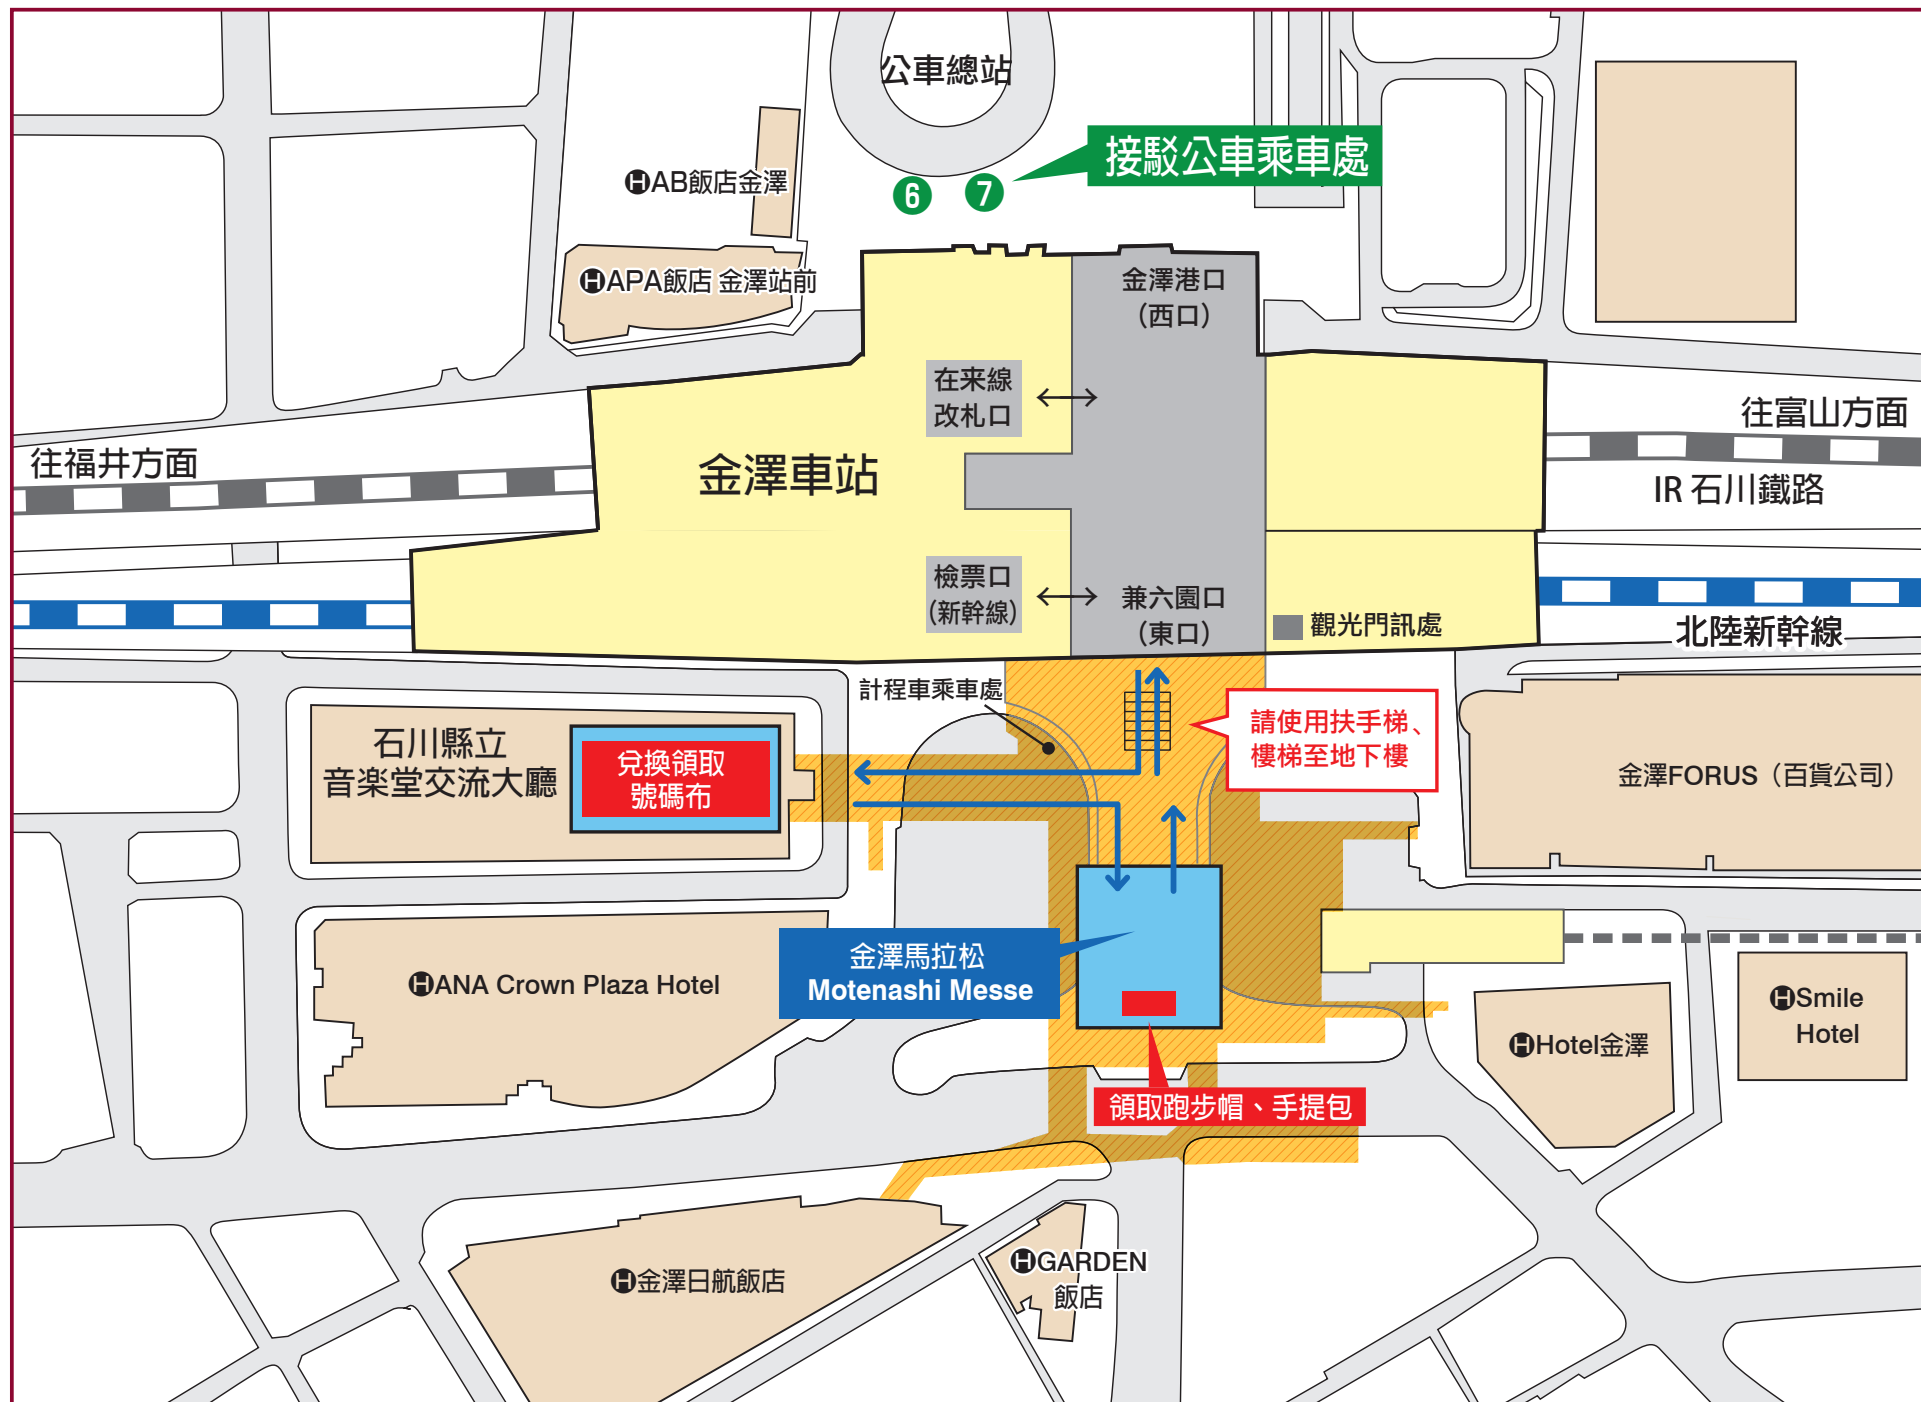 公車總站
接駁公車乘車處
6
7
H AB飯店金澤
H APA飯店 金澤站前
金澤港口
（西口）
在来線
改札口
往富山方面
往福井方面
金澤車站
IR 石川鐵路
檢票口
（新幹線）
兼六園口
（東口）
觀光門訊處
北陸新幹線
計程車乘車處
請使用扶手梯、
樓梯至地下樓
石川縣立
音楽堂交流大廳
兌換領取
號碼布
金澤FORUS（百貨公司）
金澤馬拉松
Motenashi Messe
H ANA Crown Plaza Hotel
H Smile
Hotel
H Hotel金澤
領取跑步帽、手提包
H 金澤日航飯店
H GARDEN
飯店